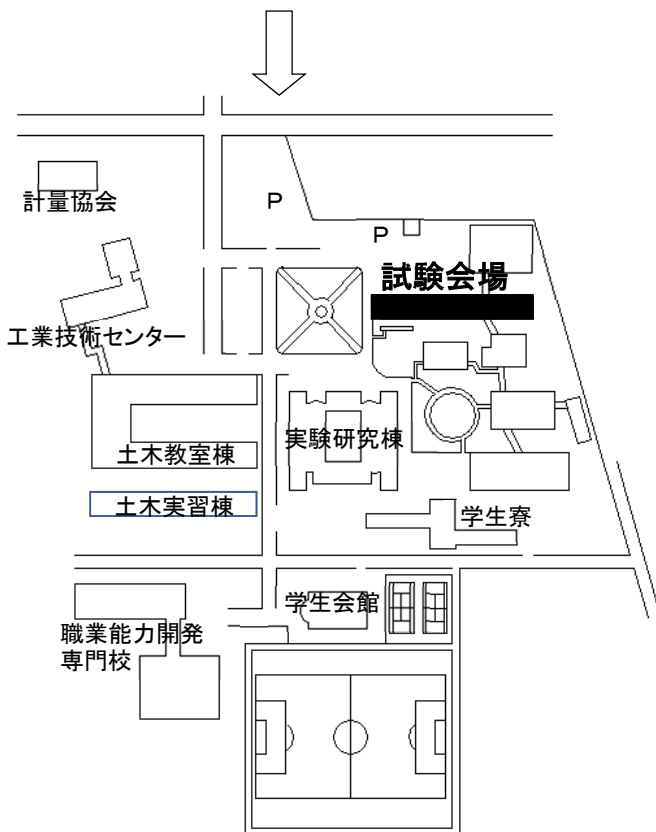 計量協会
P
P
試験会場
工業技術センター
実験研究棟
土木教室棟
土木実習棟
学生寮
学生会館
職業能力開発
専門校